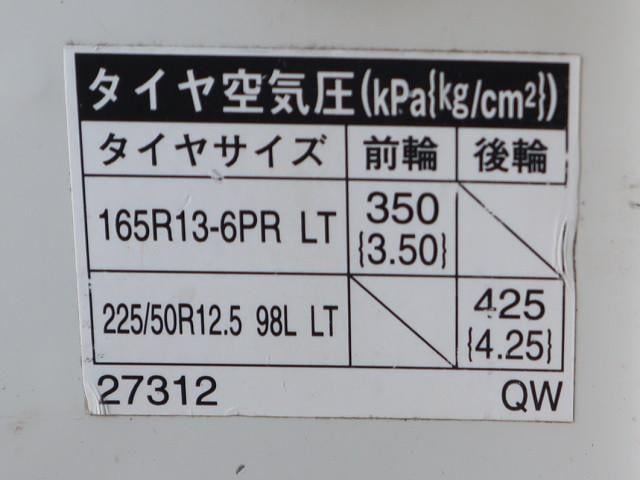 タイヤ空気圧(kPa{kg/cm2})
タイヤサイズ 前輪 後輪
165R13-6PR LT 350 {3.50}
225/50R12.5 98L LT 425 {4.25}
27312 QW